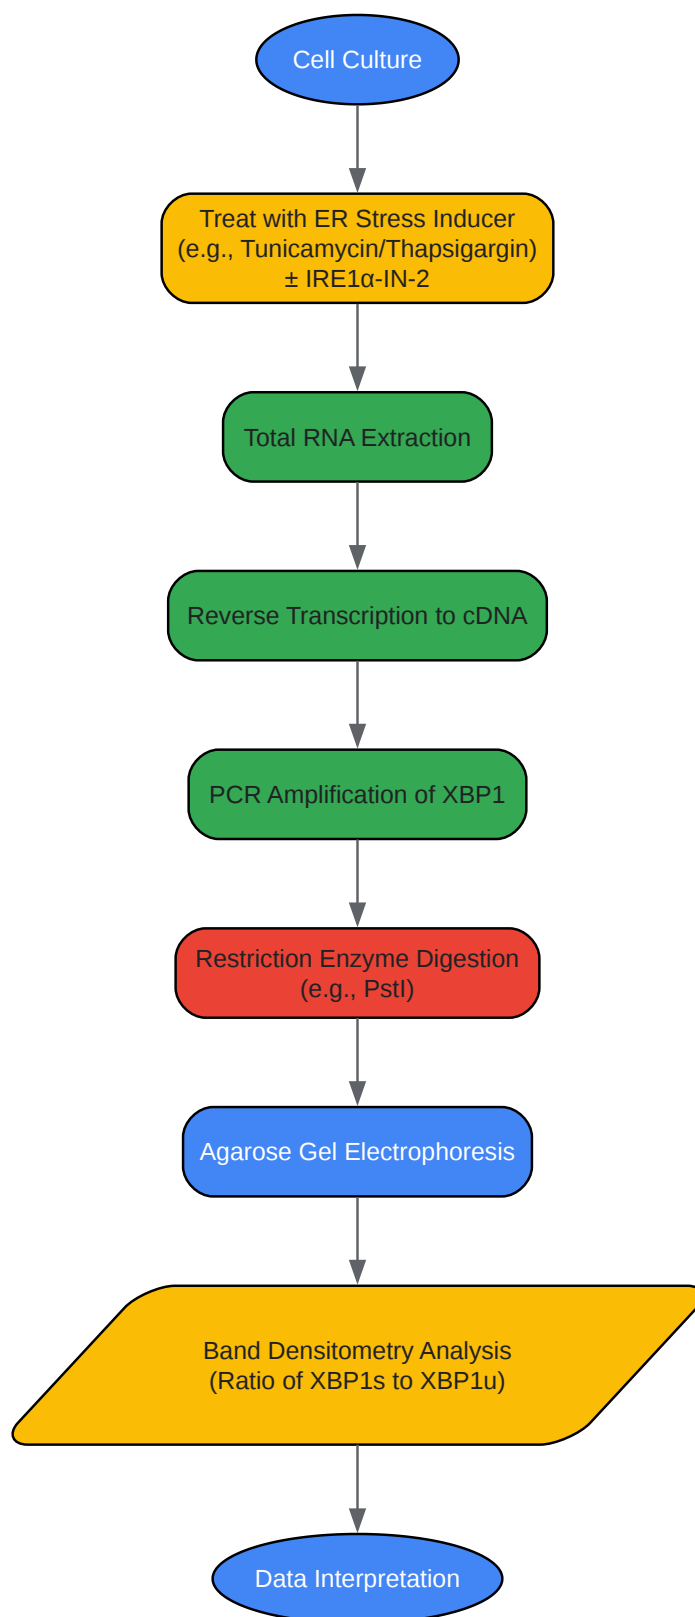 Cell Culture
Treat with ER Stress Inducer
(e.g., Tunicamycin/Thapsigargin)
± IRE1α-IN-2
Total RNA Extraction
Reverse Transcription to cDNA
PCR Amplification of XBP1
Restriction Enzyme Digestion
(e.g., PstI)
Agarose Gel Electrophoresis
Band Densitometry Analysis
(Ratio of XBP1s to XBP1u)
Data Interpretation